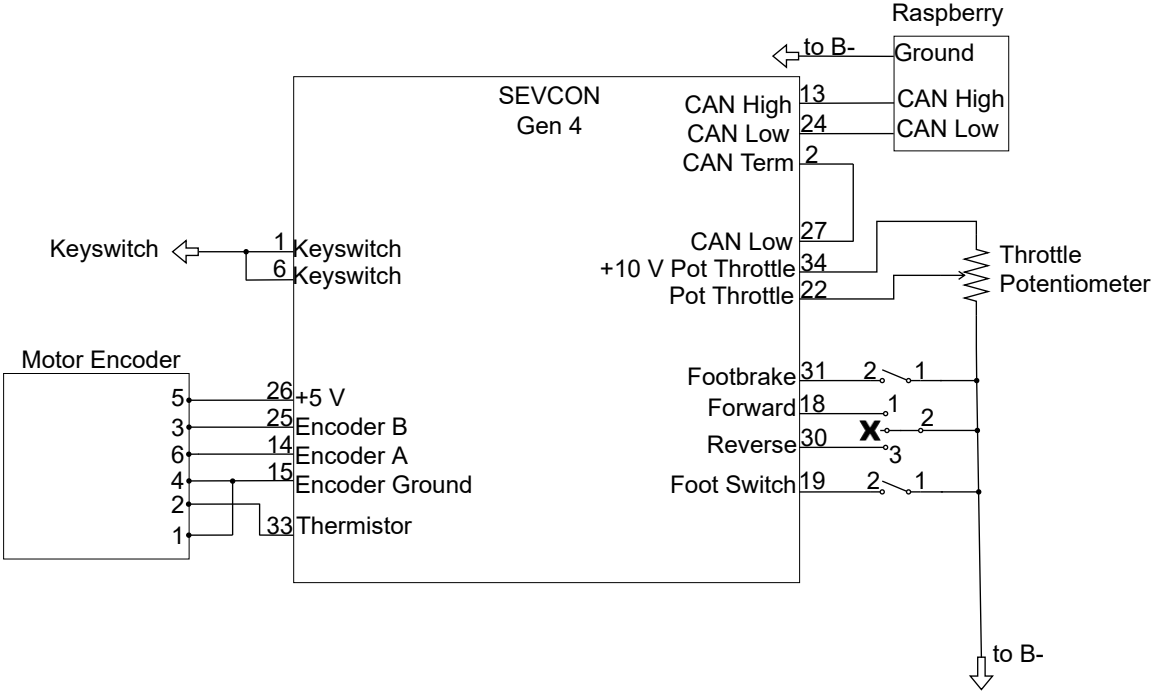 Raspberry
to B-
Ground
SEVCON
Gen 4
CAN High 13 CAN High
CAN Low 24 CAN Low
CAN Term 2
Keyswitch 1 Keyswitch
6 Keyswitch
CAN Low 27
+10 V Pot Throttle 34
Pot Throttle 22
Throttle
Potentiometer
Motor Encoder
5 26 +5 V
3 25 Encoder B
6 14 Encoder A
4 15 Encoder Ground
2
1 33 Thermistor
Footbrake 31 2 1
Forward 18 1
X 2
Reverse 30 3
Foot Switch 19 2 1
to B-